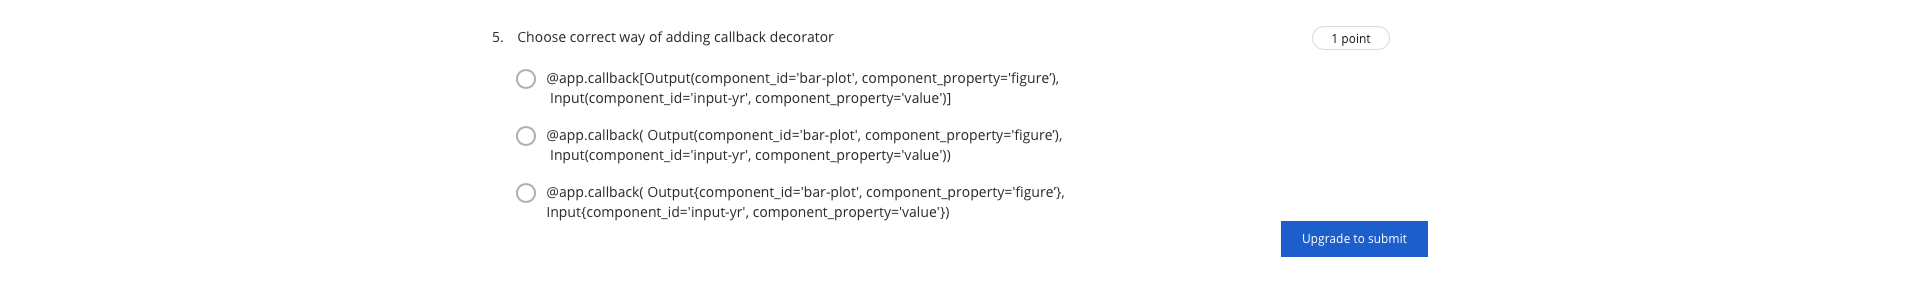 5. Choose correct way of adding callback decorator
1 point
@app.callback[Output(component_id='bar-plot', component_property='figure’),
Input(component_id='input-yr', component_property='value')]
@app.callback( Output(component_id='bar-plot', component_property='figure’),
Input(component_id='input-yr', component_property='value'))
@app.callback( Output{component_id='bar-plot', component_property='figure’},
Input{component_id='input-yr', component_property='value'})
Upgrade to submit